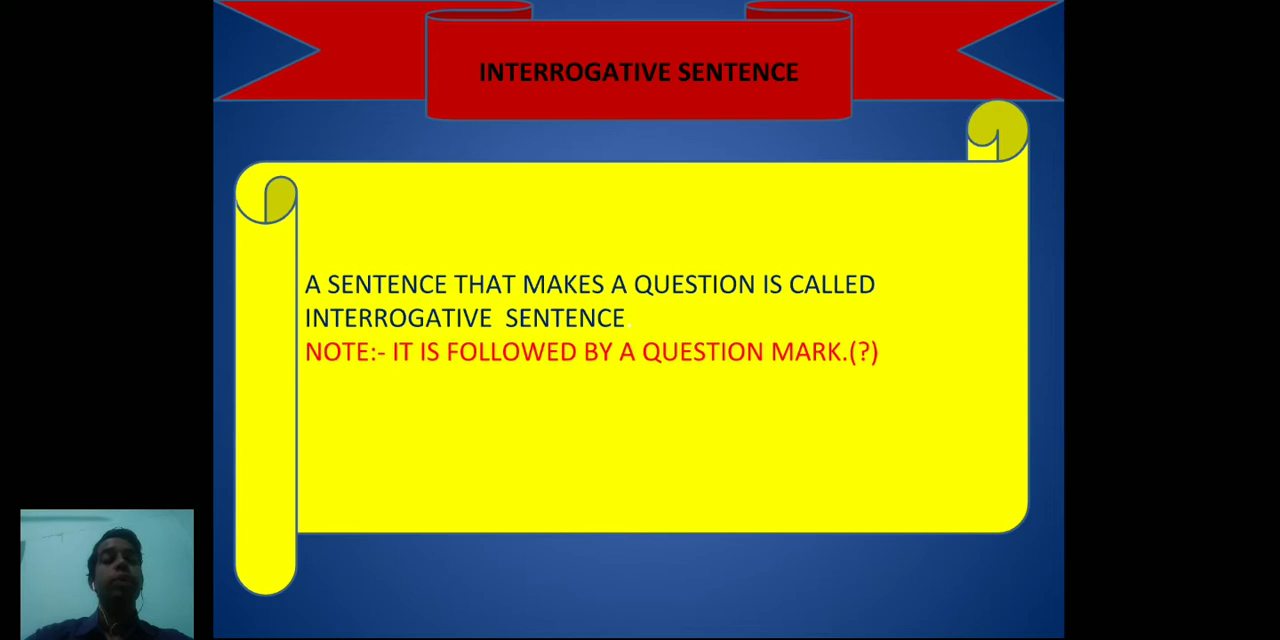 INTERROGATIVE SENTENCE
A SENTENCE THAT MAKES A QUESTION IS CALLED
INTERROGATIVE  SENTENCE.
NOTE:- IT IS FOLLOWED BY A QUESTION MARK.(?)